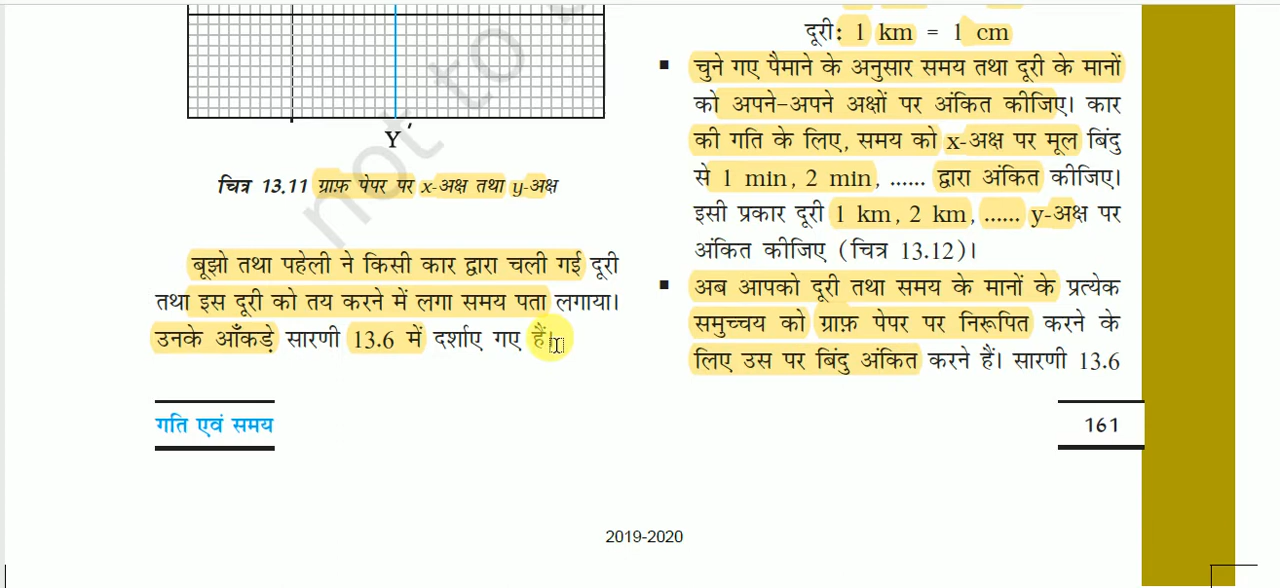 Y′
चित्र 13.11 ग्राफ़ पेपर पर x-अक्ष तथा y-अक्ष
बूझो तथा पहेली ने किसी कार द्वारा चली गई दूरी
तथा इस दूरी को तय करने में लगा समय पता लगाया।
उनके आँकड़े सारणी 13.6 में दर्शाए गए हैं।
गति एवं समय
दूरी: 1 km = 1 cm
▪ चुने गए पैमाने के अनुसार समय तथा दूरी के मानों
को अपने-अपने अक्षों पर अंकित कीजिए। कार
की गति के लिए, समय को x-अक्ष पर मूल बिंदु
से 1 min, 2 min, ...... द्वारा अंकित कीजिए।
इसी प्रकार दूरी 1 km, 2 km, ...... y-अक्ष पर
अंकित कीजिए (चित्र 13.12)।
▪ अब आपको दूरी तथा समय के मानों के प्रत्येक
समुच्चय को ग्राफ़ पेपर पर निरूपित करने के
लिए उस पर बिंदु अंकित करने हैं। सारणी 13.6
161
2019-2020
not to